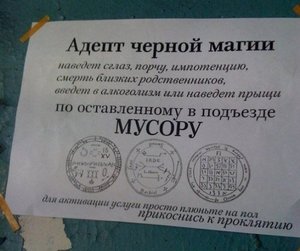 Адепт черной магии
наведет сглаз, порчу, импотенцию,
смерть близких родственников,
введет в алкоголизм или наведет прыщи
по оставленному в подъезде
МУСОРУ
для активации услуги просто плюньте на пол
прикоснись к проклятию